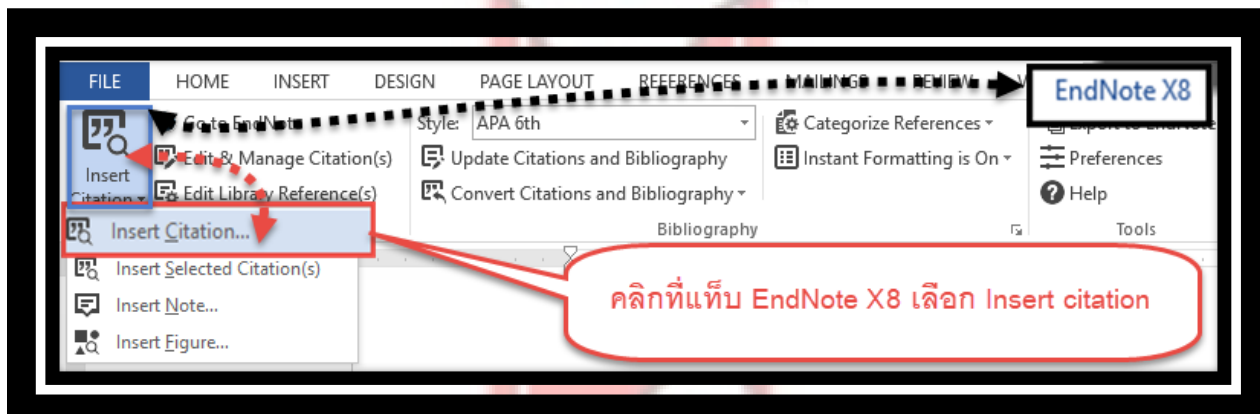 FILE HOME INSERT DESIGN PAGE LAYOUT REFERENCES MAILINGS REVIEW V EndNote X8
Go to EndNote Style: APA 6th Categorize References Export to EndNote
Insert Citation Edit & Manage Citation(s) Update Citations and Bibliography Instant Formatting is On Preferences
Edit Library Reference(s) Convert Citations and Bibliography Help
Bibliography Tools
Insert Citation...
Insert Selected Citation(s)
Insert Note...
Insert Figure...
คลิกที่แท็บ EndNote X8 เลือก Insert citation